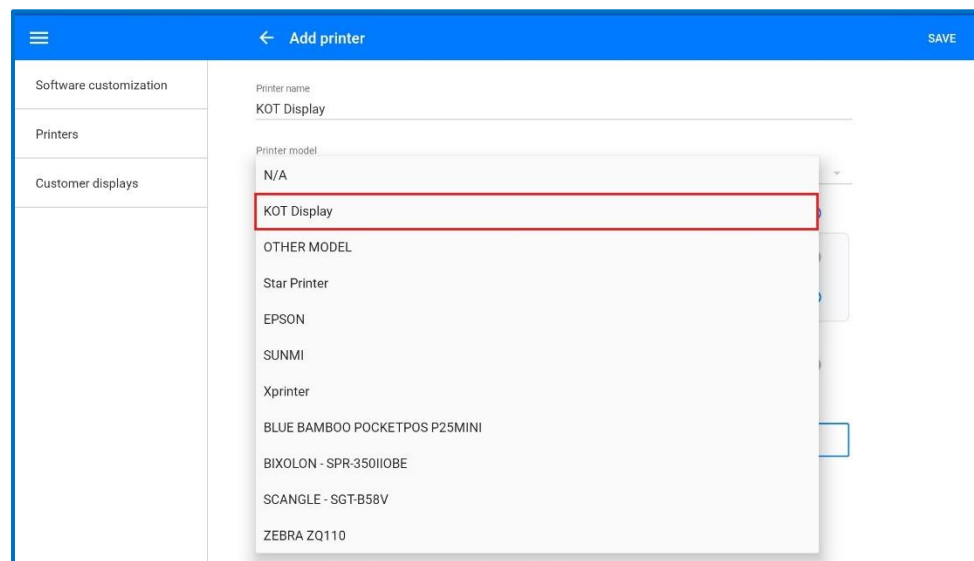 Add printer
SAVE
Software customization
Printers
Customer displays
Printer name
KOT Display
Printer model
N/A
KOT Display
OTHER MODEL
Star Printer
EPSON
SUNMI
Xprinter
BLUE BAMBOO POCKETPOS P25MINI
BIXOLON - SPR-350IIOBE
SCANGLE - SGT-B58V
ZEBRA ZQ110